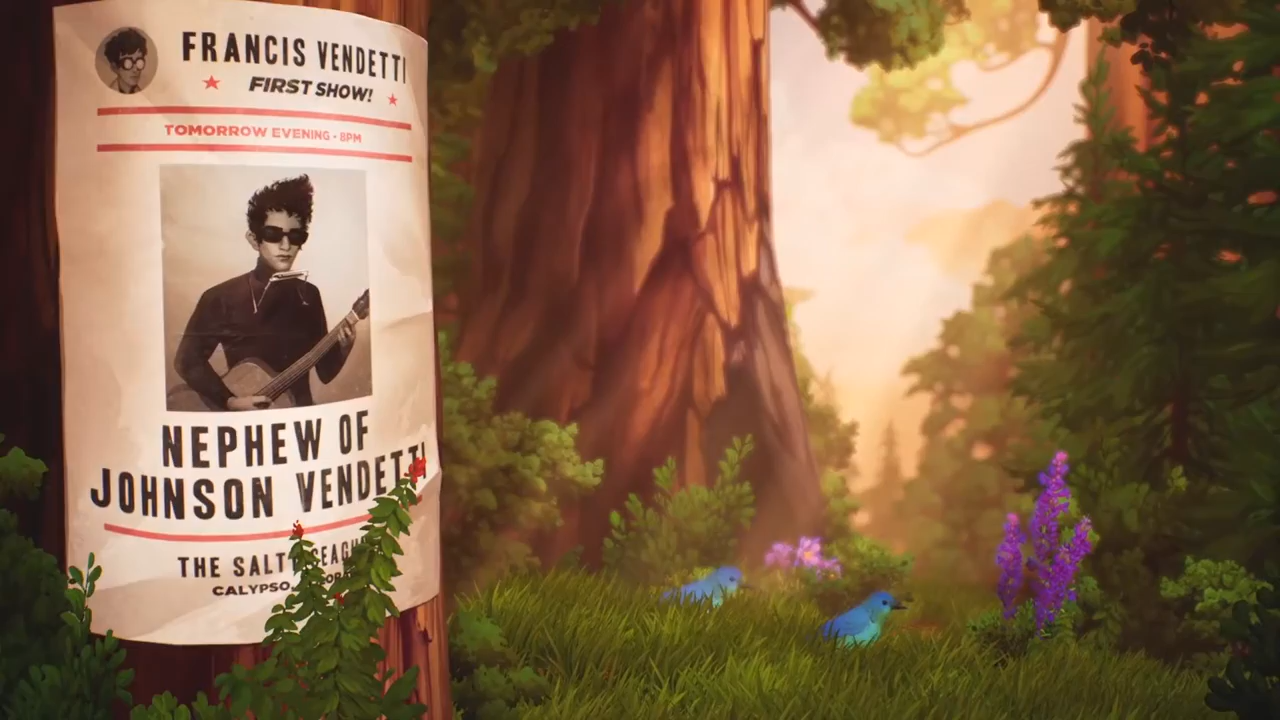 FRANCIS VENDETTI
FIRST SHOW!
TOMORROW EVENING - 8PM
NEPHEW OF
JOHNSON VENDETTI
THE SALTY
CALYPSO,